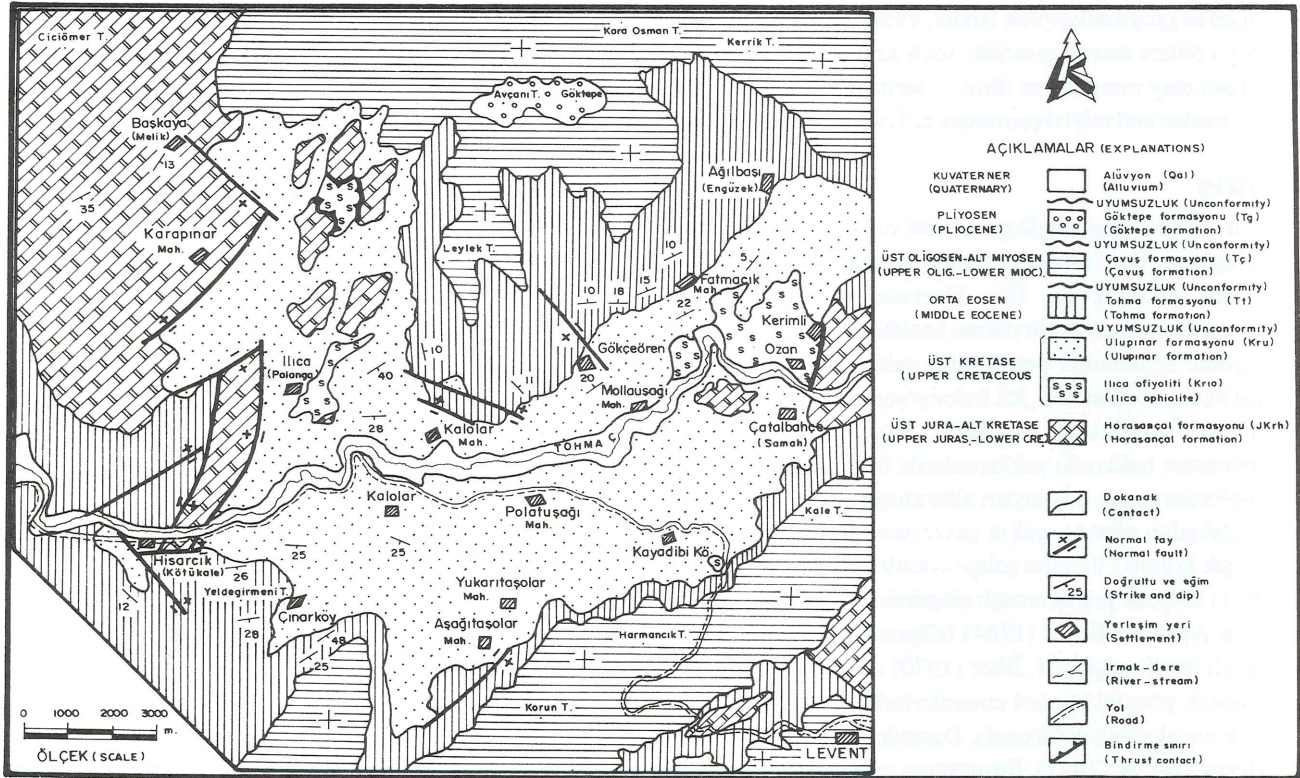 Ciciömer T.
Kara Osman T.
Kerrik T.
Avçanı T. Göktepe
Başkaya
(Melik)
13
35
Karapınar
Mah.
Ağılbaşı
(Engüzek)
Leylek T.
10
5
Fatmacık
Mah.
10
18
15
22
Kerimli
Ozan
Gökçeören
20
Ilıca
(Palanga)
40
10
11
Mollauşağı
Mah.
Çatalbahçe
(Samah)
28
Kalolar
Mah.
TOHMA Ç.
Kalolar
Polatuşağı
Mah.
Kale T.
Kayadibi Kö.
25
25
Hisarcık
(Kötükale)
26
Yeldeğirmeni T.
12
Yukarıtaşolar
Mah.
Çınarköy
28
48
25
Aşağıtaşolar
Mah.
Harmancık T.
Korun T.
LEVENT
0 1000 2000 3000
m.
ÖLÇEK (SCALE)
AÇIKLAMALAR (EXPLANATIONS)
KUVATERNER
(QUATERNARY)
Alüvyon (Qal)
(Alluvium)
UYUMSUZLUK (Unconformity)
PLİYOSEN
(PLIOCENE)
Göktepe formasyonu (Tg)
(Göktepe formation)
UYUMSUZLUK (Unconformity)
ÜST OLİGOSEN-ALT MİYOSEN
(UPPER OLIG.-LOWER MIOC).
Çavuş formasyonu (Tç)
(Çavuş formation)
UYUMSUZLUK (Unconformity)
ORTA EOSEN
(MIDDLE EOCENE)
Tohma formasyonu (Tt)
(Tohma formation)
UYUMSUZLUK (Unconformity)
ÜST KRETASE
(UPPER CRETACEOUS
Ulupınar formasyonu (Kru)
(Ulupınar formation)
Ilıca ofiyoliti (Krıo)
(Ilıca ophiolite)
ÜST JURA-ALT KRETASE
(UPPER JURAS.-LOWER CRE)
Horasançal formasyonu (JKrh)
(Horasançal formation)
Dokanak
(Contact)
Normal fay
(Normal fault)
25
Doğrultu ve eğim
(Strike and dip)
Yerleşim yeri
(Settlement)
Irmak-dere
(River-stream)
Yol
(Road)
Bindirme sınırı
(Thrust contact)